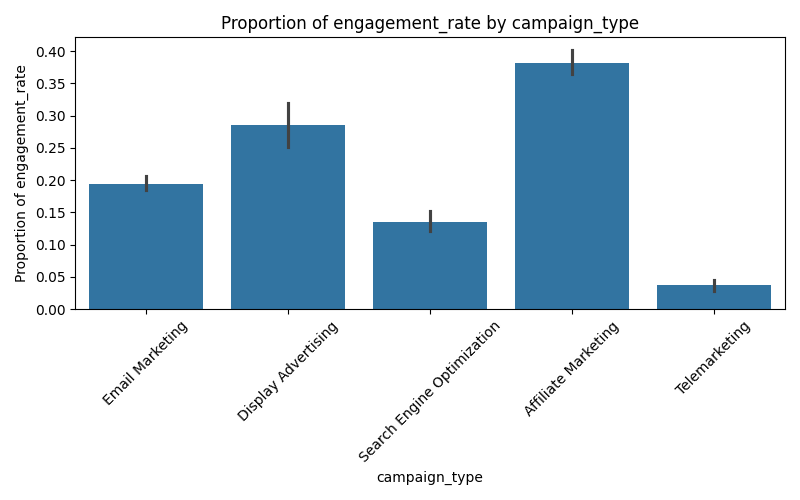 Proportion of engagement_rate by campaign_type
Proportion of engagement_rate
0.40
0.35
0.30
0.25
0.20
0.15
0.10
0.05
0.00
Email Marketing
Display Advertising
Search Engine Optimization
Affiliate Marketing
Telemarketing
campaign_type